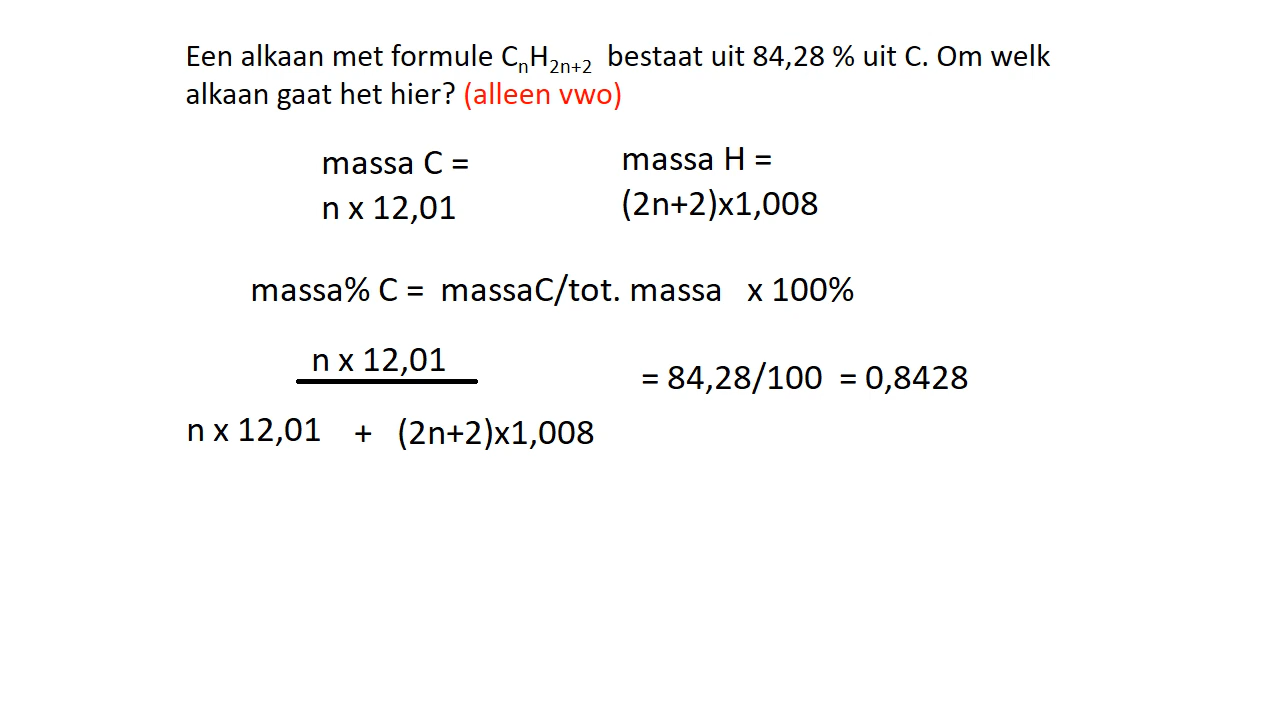 Een alkaan met formule CnH2n+2 bestaat uit 84,28 % uit C. Om welk
alkaan gaat het hier? (alleen vwo)
massa C =
n x 12,01
massa H =
(2n+2)x1,008
massa% C = massaC/tot. massa x 100%
n x 12,01
= 84,28/100 = 0,8428
n x 12,01 + (2n+2)x1,008